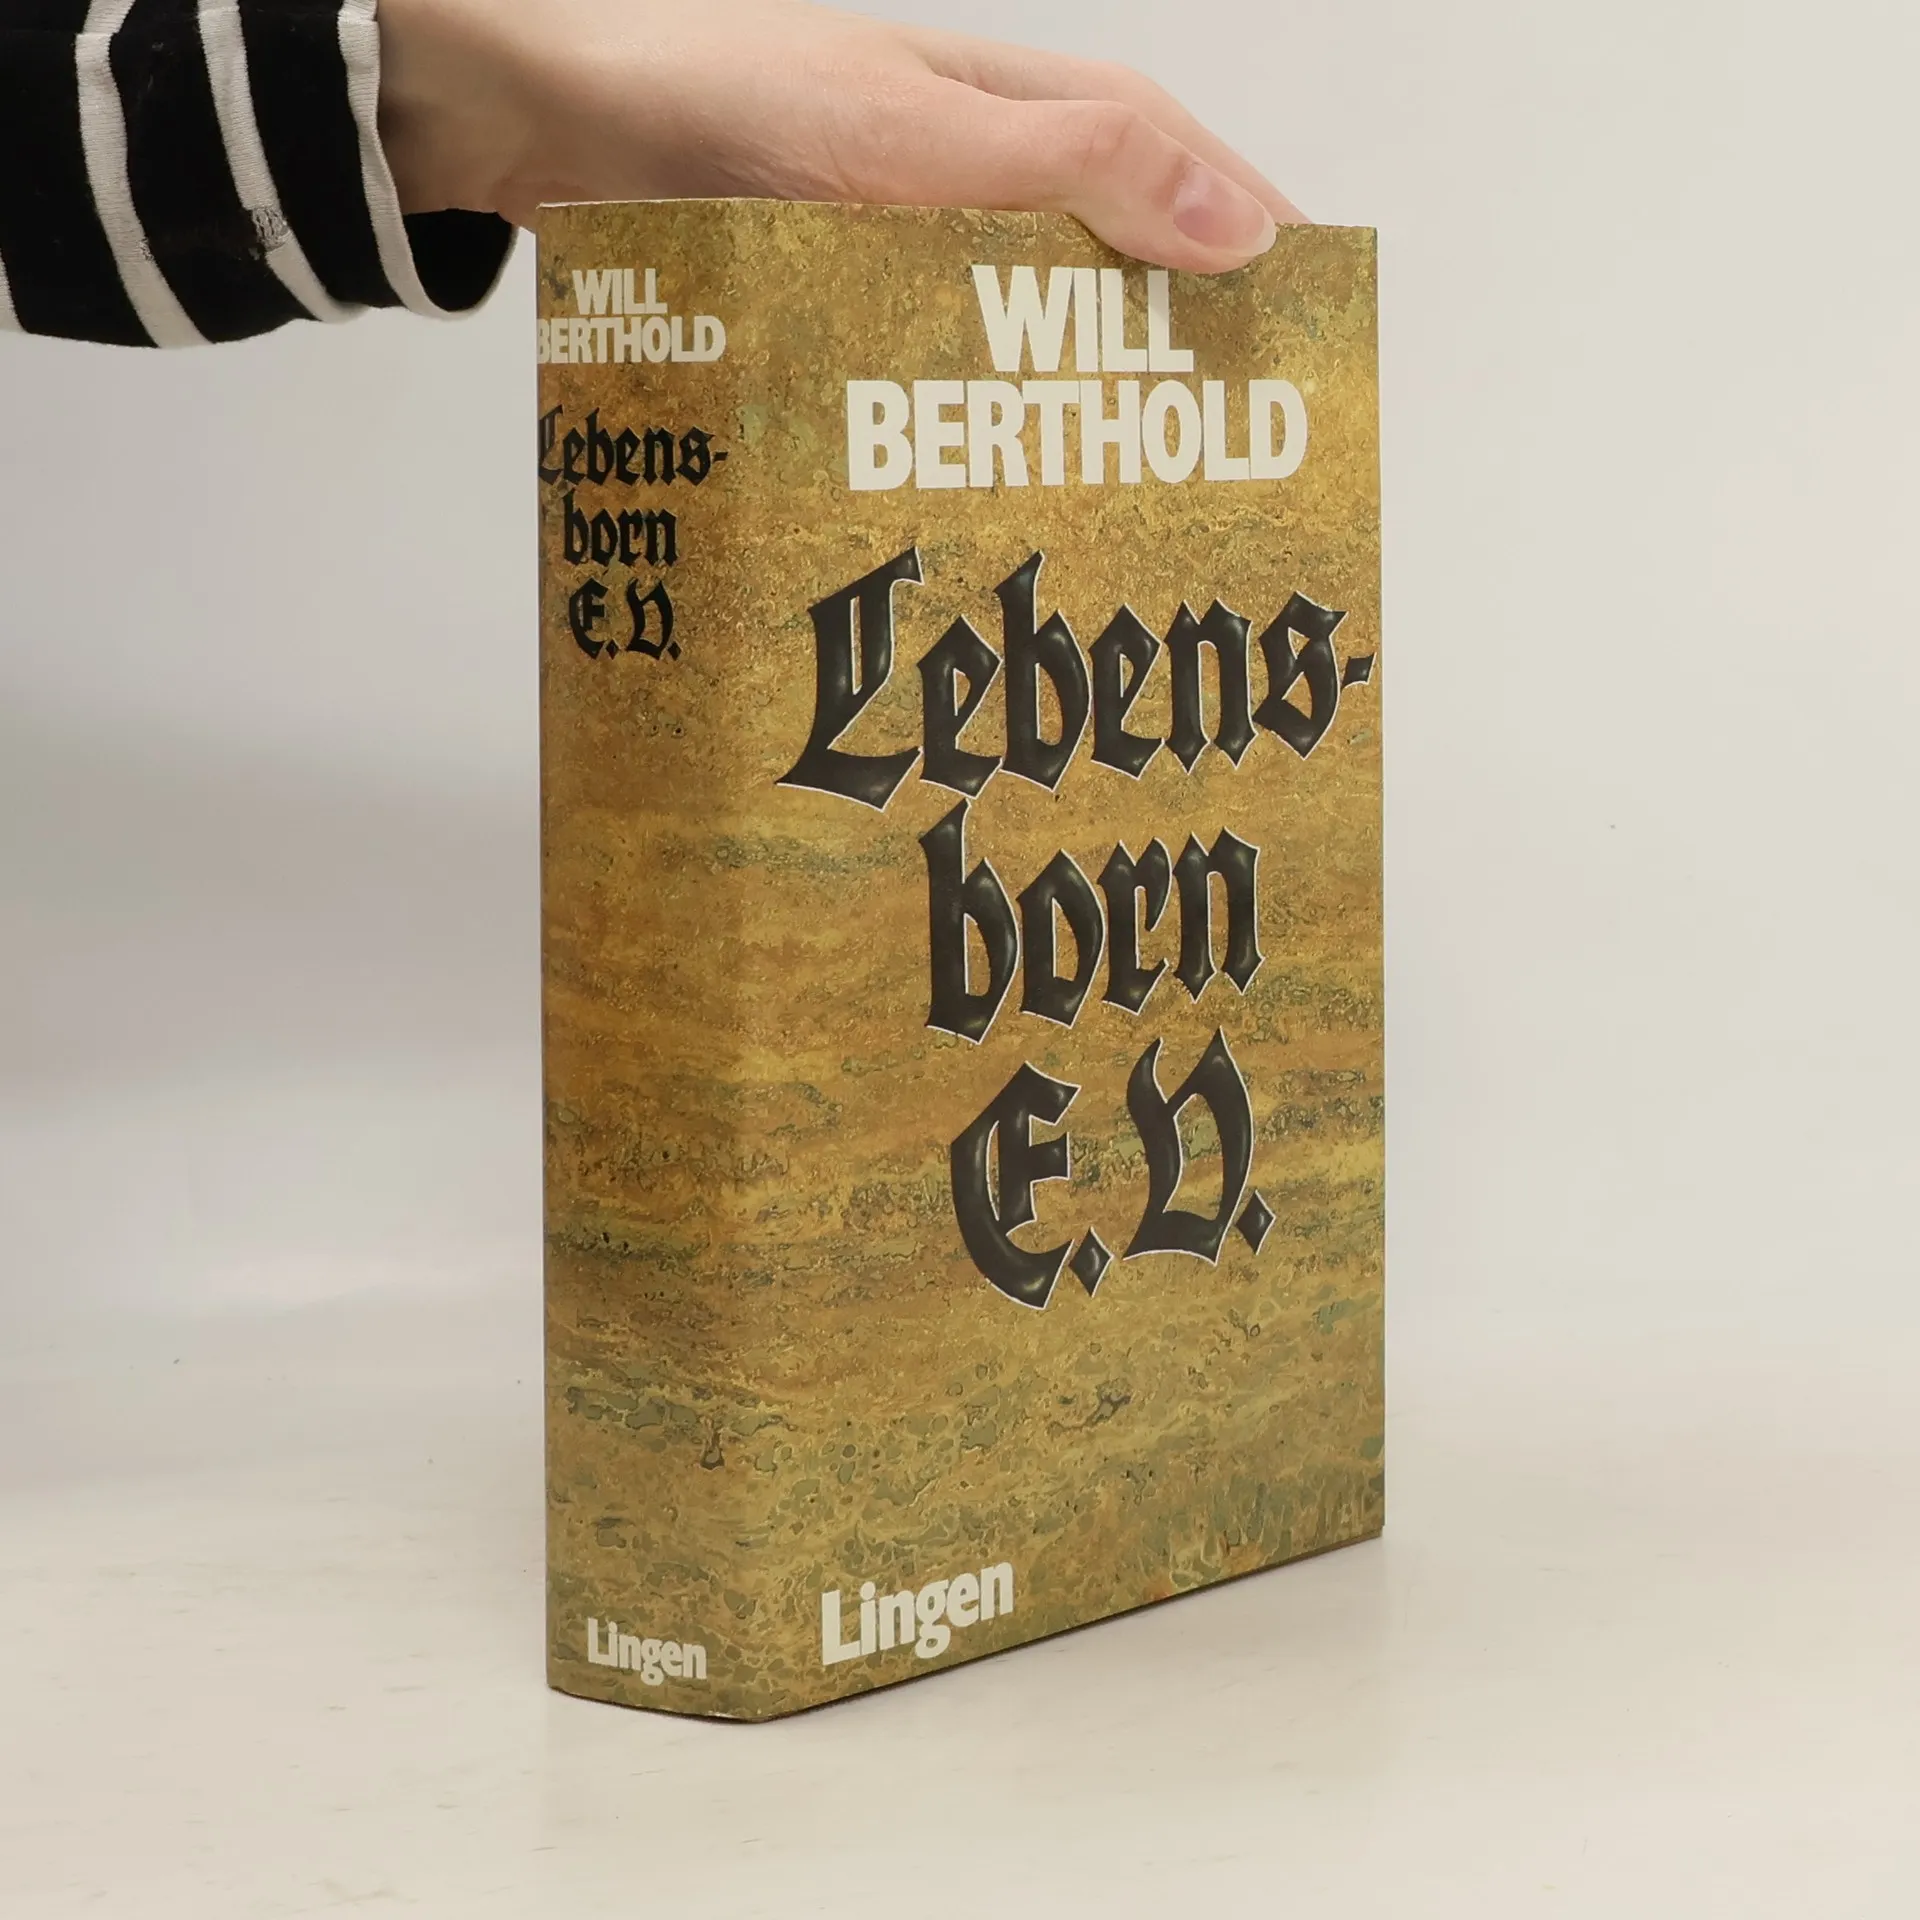 WILL
BERTHOLD
Lebens-
born
E.V.
Lingen
WILL
BERTHOLD
Lebens-
born
E.V.
Lingen